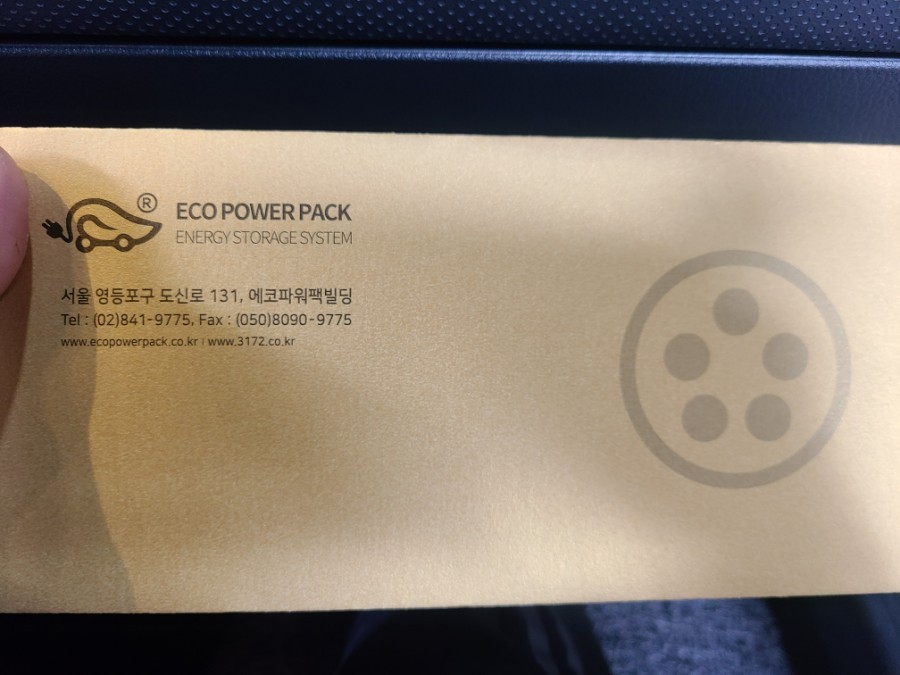 ®
ECO POWER PACK
ENERGY STORAGE SYSTEM
서울 영등포구 도신로 131, 에코파워팩빌딩
Tel : (02)841-9775, Fax : (050)8090-9775
www.ecopowerpack.co.kr | www.3172.co.kr